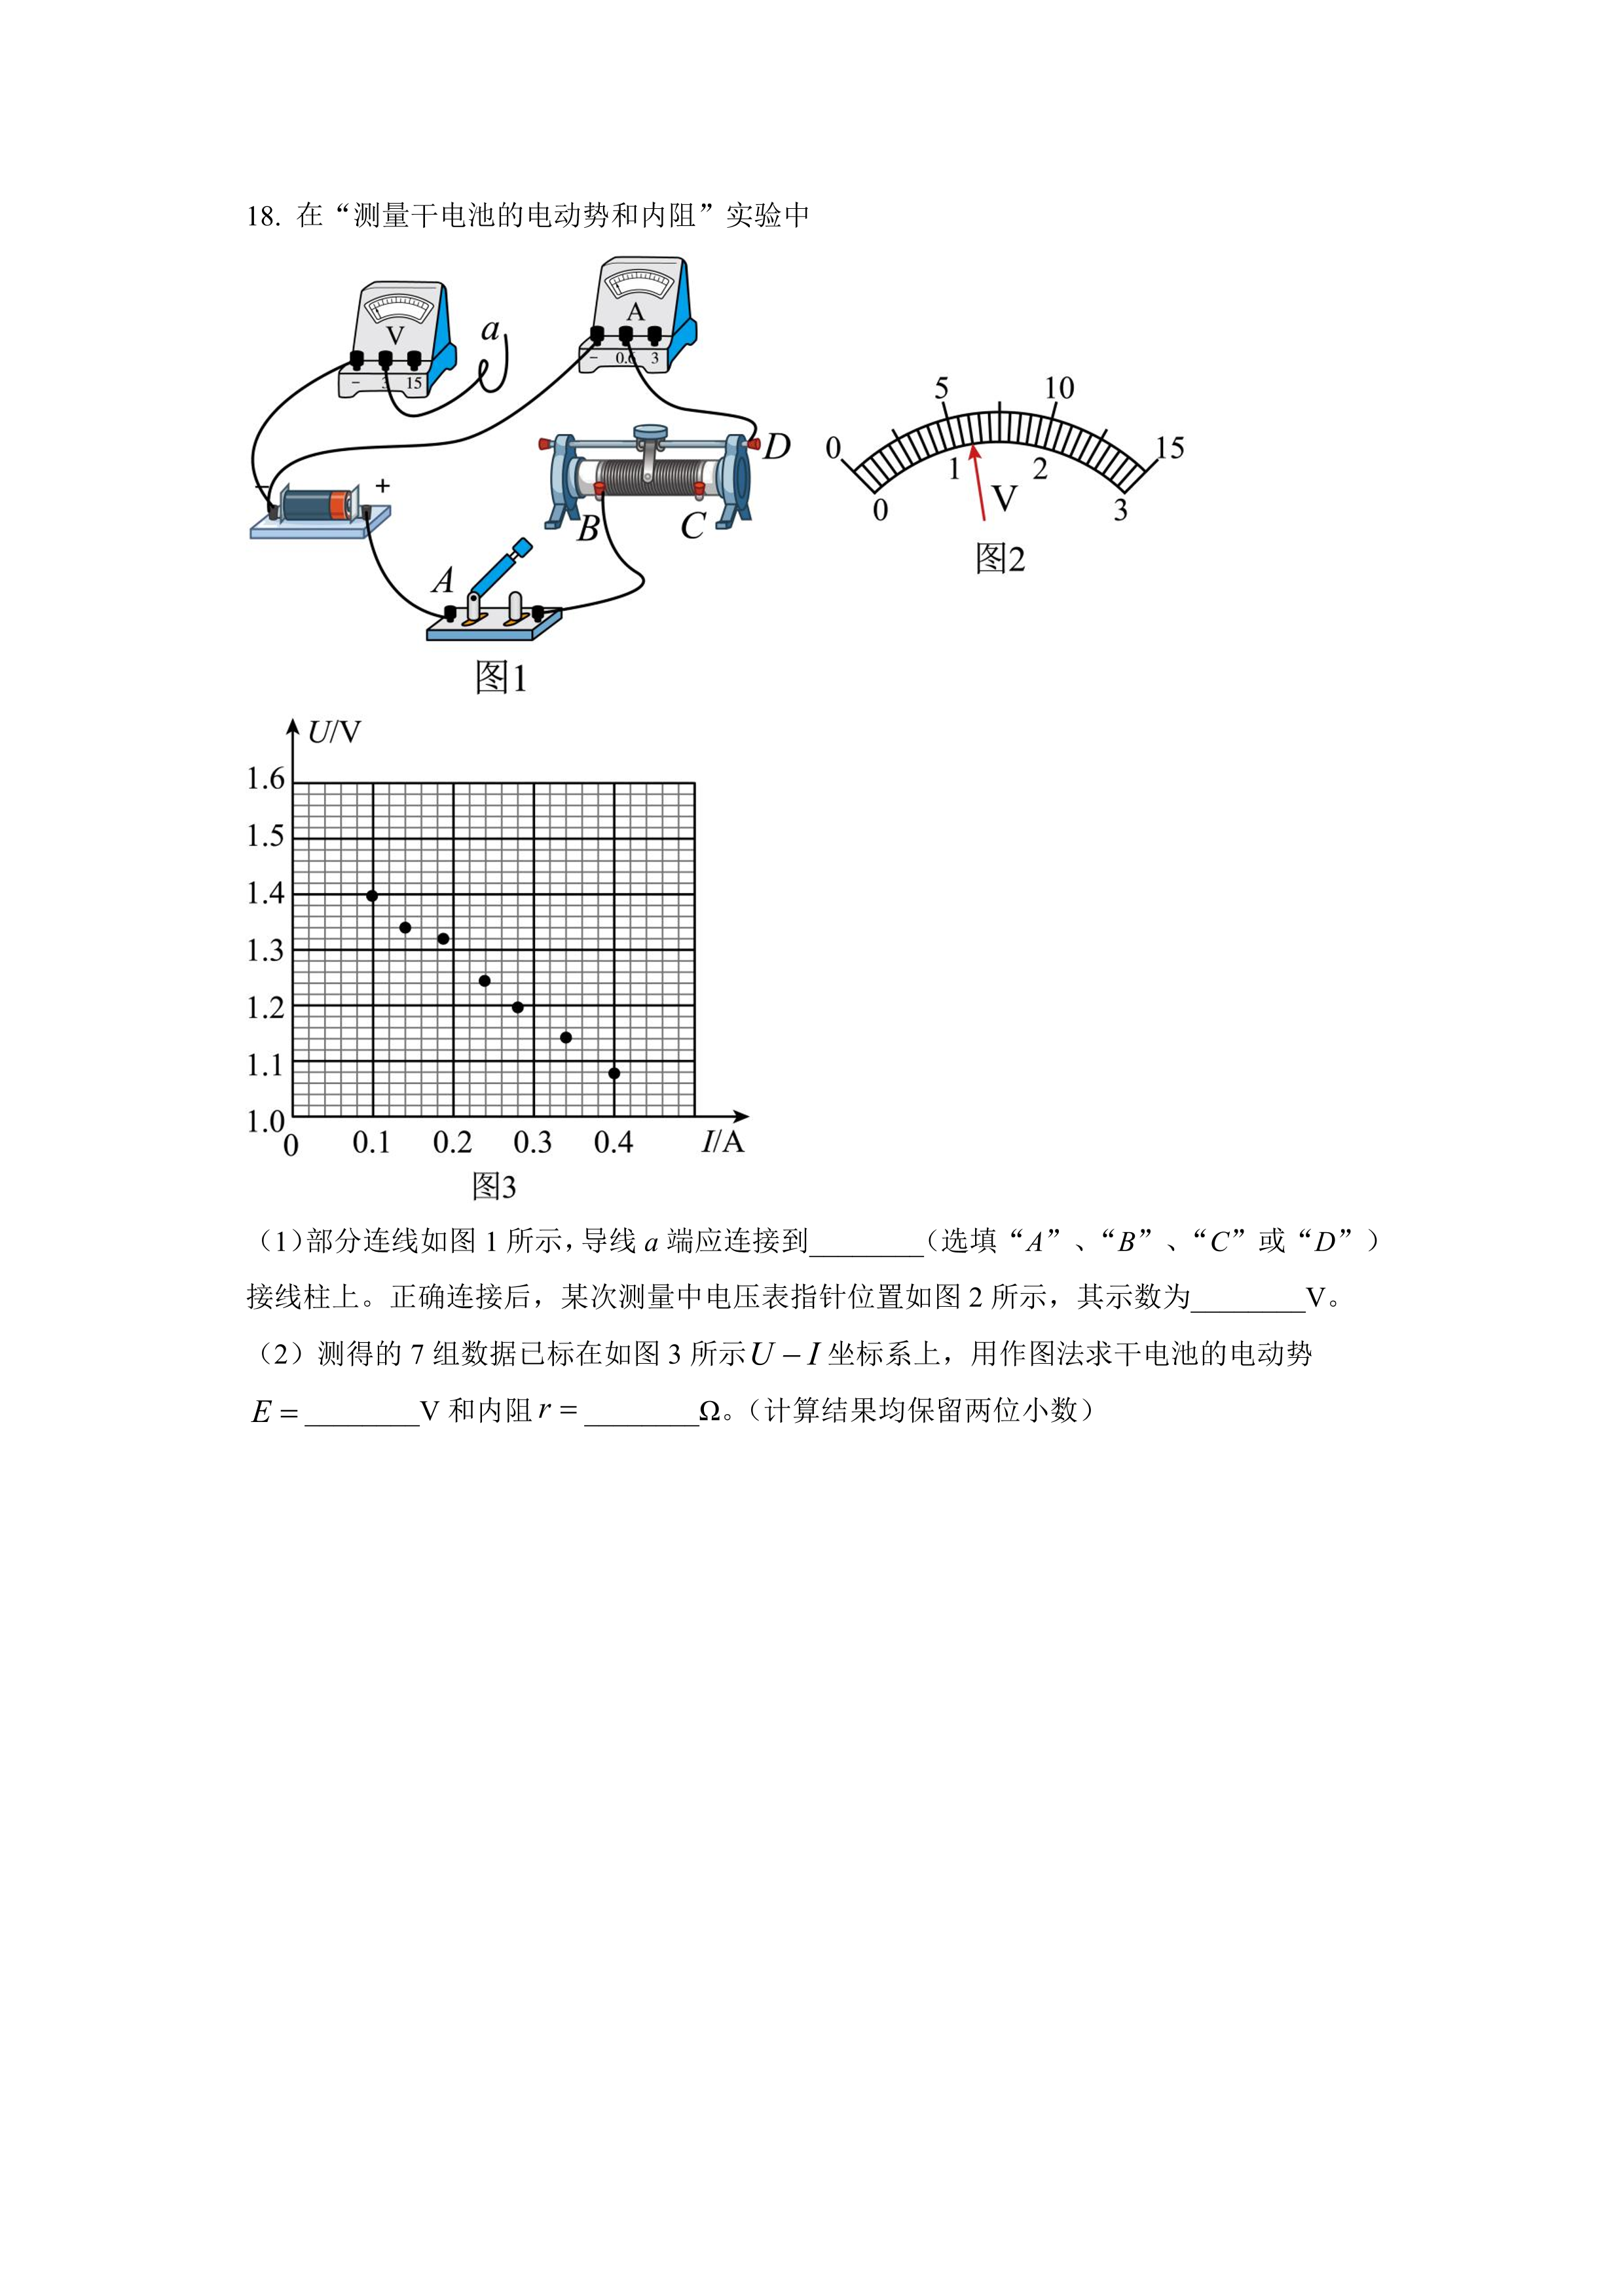 18. 在“测量干电池的电动势和内阻”实验中
V
a
A
− 3 15
− 0.6 3
D
− +
B C
A
图1
5 10
0 15
1 2
V
0 3
图2
U/V
1.6
1.5
1.4
1.3
1.2
1.1
1.0
0 0.1 0.2 0.3 0.4 I/A
图3
（1）部分连线如图 1 所示，导线 a 端应连接到________（选填“A”、“B”、“C”或“D”）
接线柱上。正确连接后，某次测量中电压表指针位置如图 2 所示，其示数为________V。
（2）测得的 7 组数据已标在如图 3 所示U − I 坐标系上，用作图法求干电池的电动势
E = ________V 和内阻 r = ________Ω。（计算结果均保留两位小数）